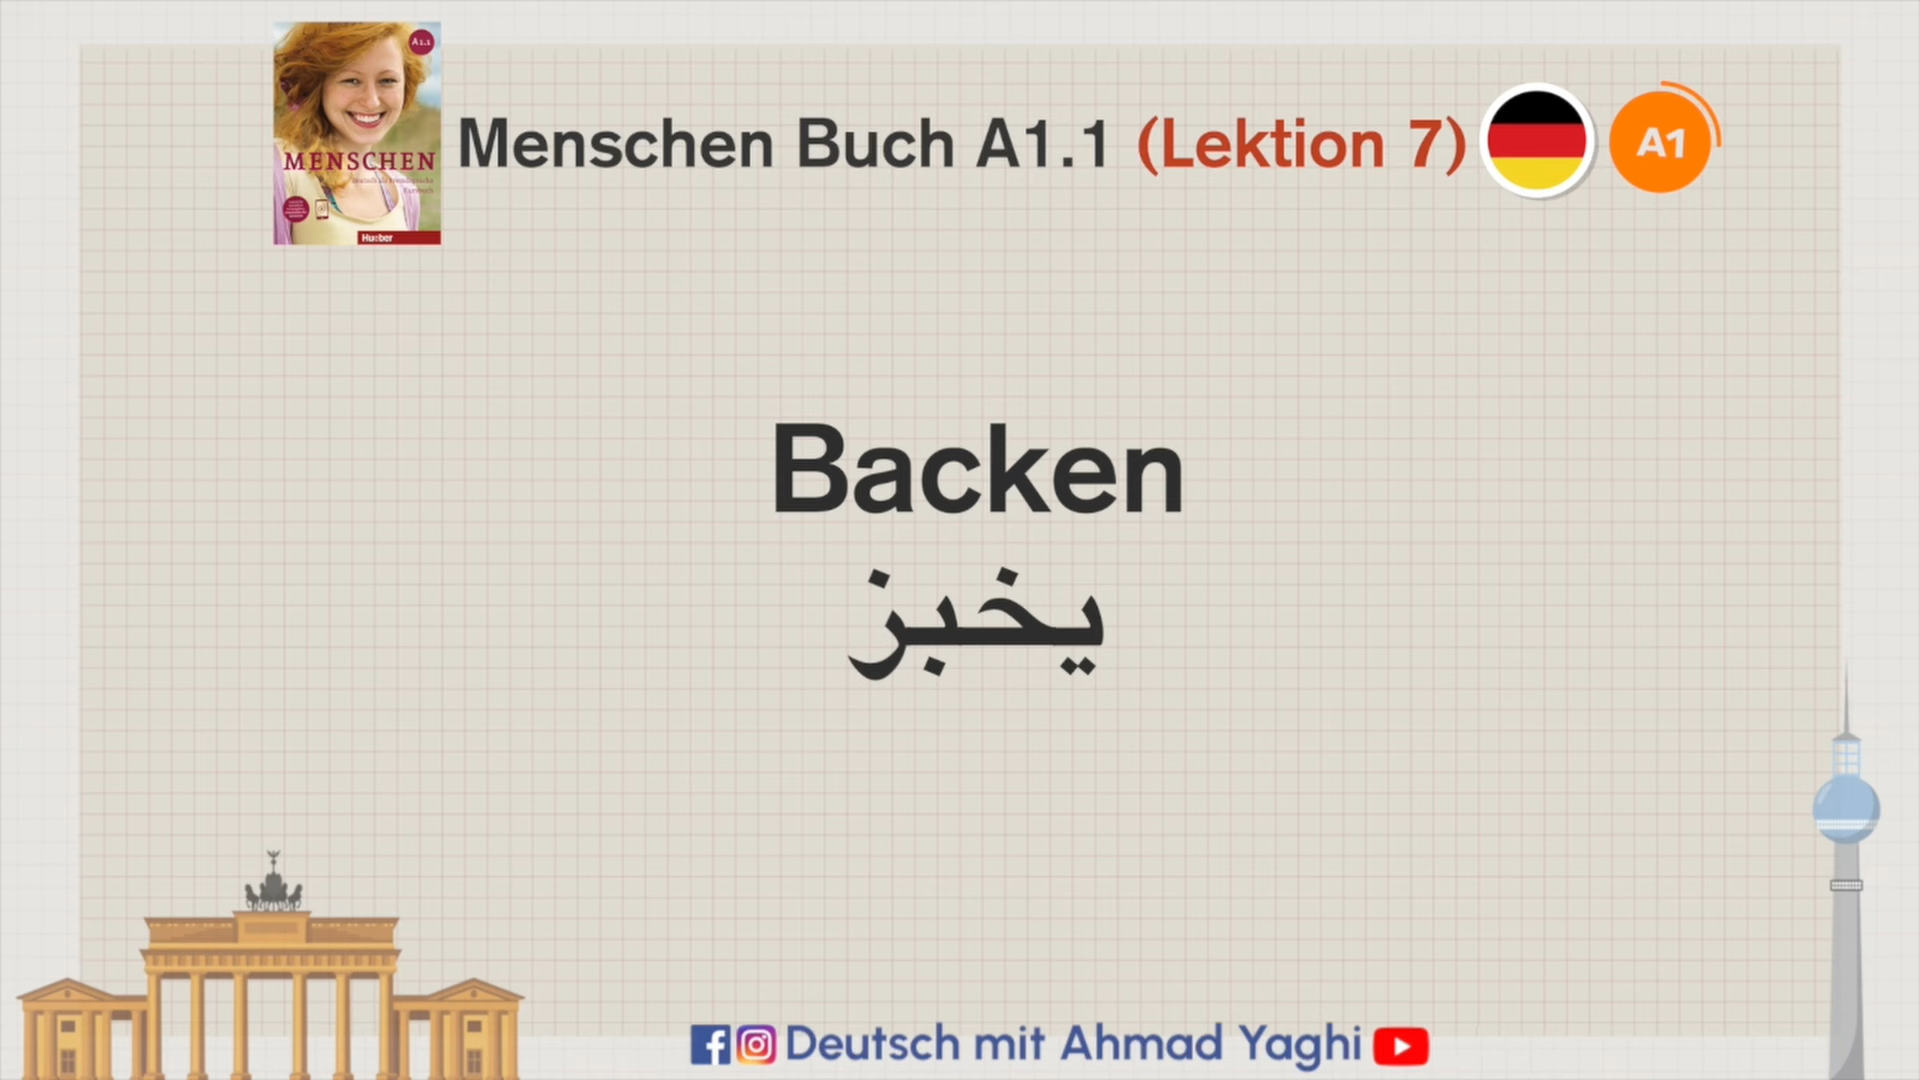 A1.1
MENSCHEN
Hueber
Menschen Buch A1.1 (Lektion 7)
A1
Backen
يخبز
Deutsch mit Ahmad Yaghi